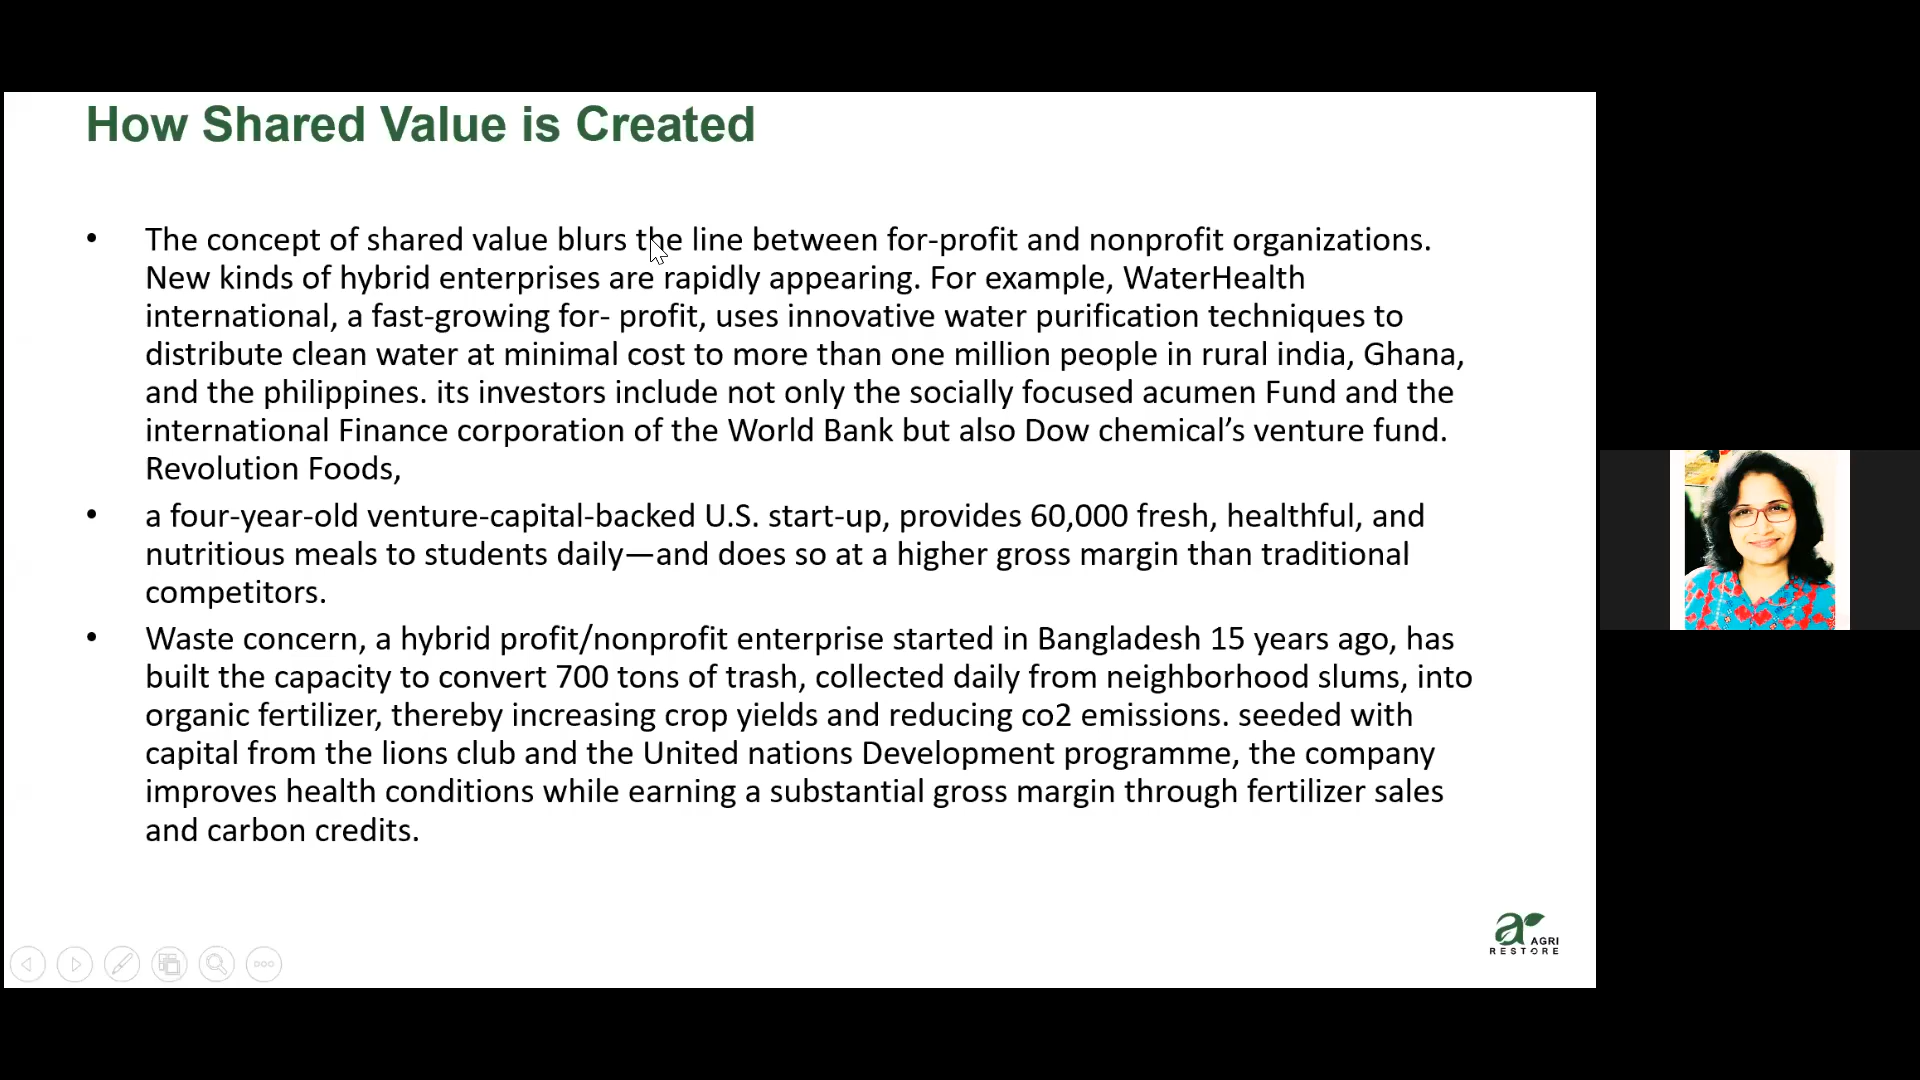 How Shared Value is Created
• The concept of shared value blurs the line between for-profit and nonprofit organizations.
New kinds of hybrid enterprises are rapidly appearing. For example, WaterHealth
international, a fast-growing for- profit, uses innovative water purification techniques to
distribute clean water at minimal cost to more than one million people in rural india, Ghana,
and the philippines. its investors include not only the socially focused acumen Fund and the
international Finance corporation of the World Bank but also Dow chemical’s venture fund.
Revolution Foods,
• a four-year-old venture-capital-backed U.S. start-up, provides 60,000 fresh, healthful, and
nutritious meals to students daily—and does so at a higher gross margin than traditional
competitors.
• Waste concern, a hybrid profit/nonprofit enterprise started in Bangladesh 15 years ago, has
built the capacity to convert 700 tons of trash, collected daily from neighborhood slums, into
organic fertilizer, thereby increasing crop yields and reducing co2 emissions. seeded with
capital from the lions club and the United nations Development programme, the company
improves health conditions while earning a substantial gross margin through fertilizer sales
and carbon credits.
ar AGRI
RESTORE